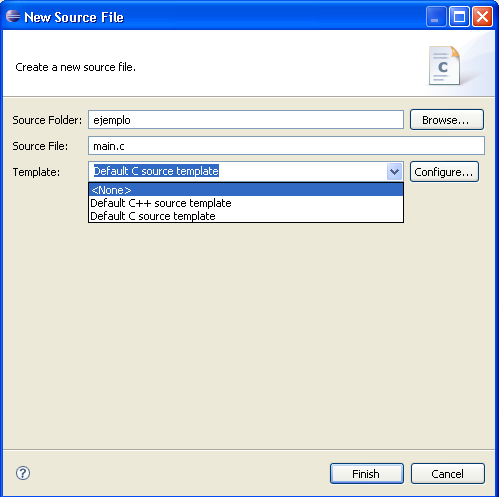 New Source File
Create a new source file.
Source Folder: ejemplo Browse...
Source File: main.c
Template: Default C source template Configure...
<None>
Default C++ source template
Default C source template
Finish Cancel